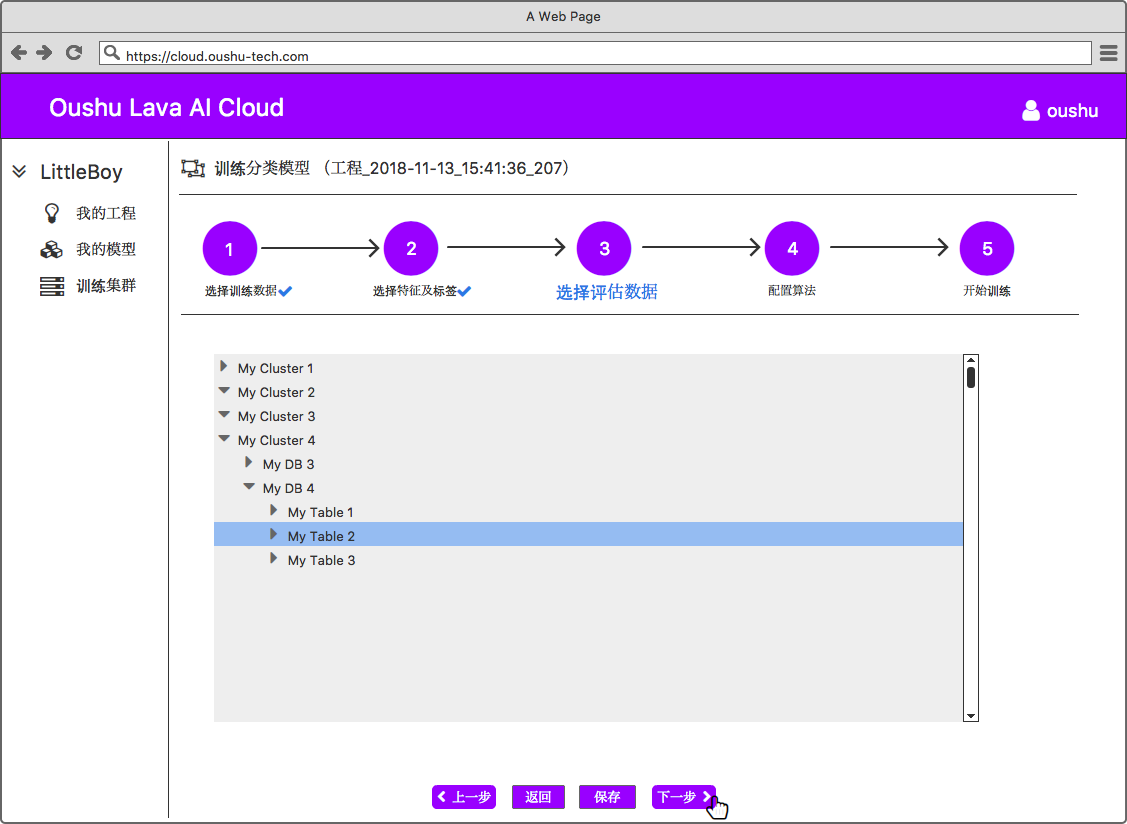 A Web Page
https://cloud.oushu-tech.com
Oushu Lava AI Cloud
oushu
LittleBoy
我的工程
我的模型
训练集群
训练分类模型 （工程_2018-11-13_15:41:36_207）
1 2 3 4 5
选择训练数据 选择特征及标签 选择评估数据 配置算法 开始训练
My Cluster 1
My Cluster 2
My Cluster 3
My Cluster 4
My DB 3
My DB 4
My Table 1
My Table 2
My Table 3
上一步 返回 保存 下一步